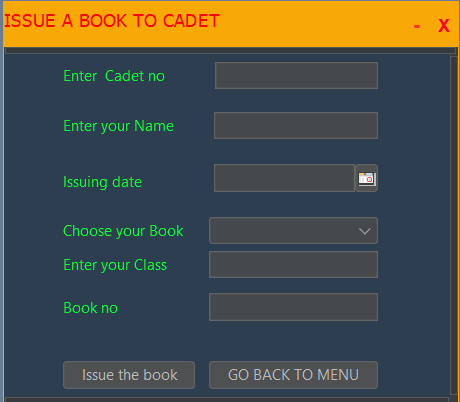 ISSUE A BOOK TO CADET
- X
Enter Cadet no
Enter your Name
Issuing date
Choose your Book
Enter your Class
Book no
Issue the book GO BACK TO MENU